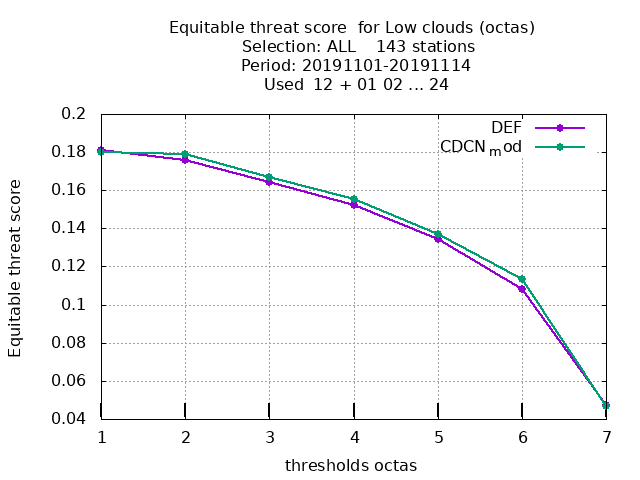 Equitable threat score  for Low clouds (octas)
Selection: ALL    143 stations
Period: 20191101-20191114
Used  12 + 01 02 ... 24
DEF
CDCNmod
Equitable threat score
0.2
0.18
0.16
0.14
0.12
0.1
0.08
0.06
0.04
1 2 3 4 5 6 7
thresholds octas